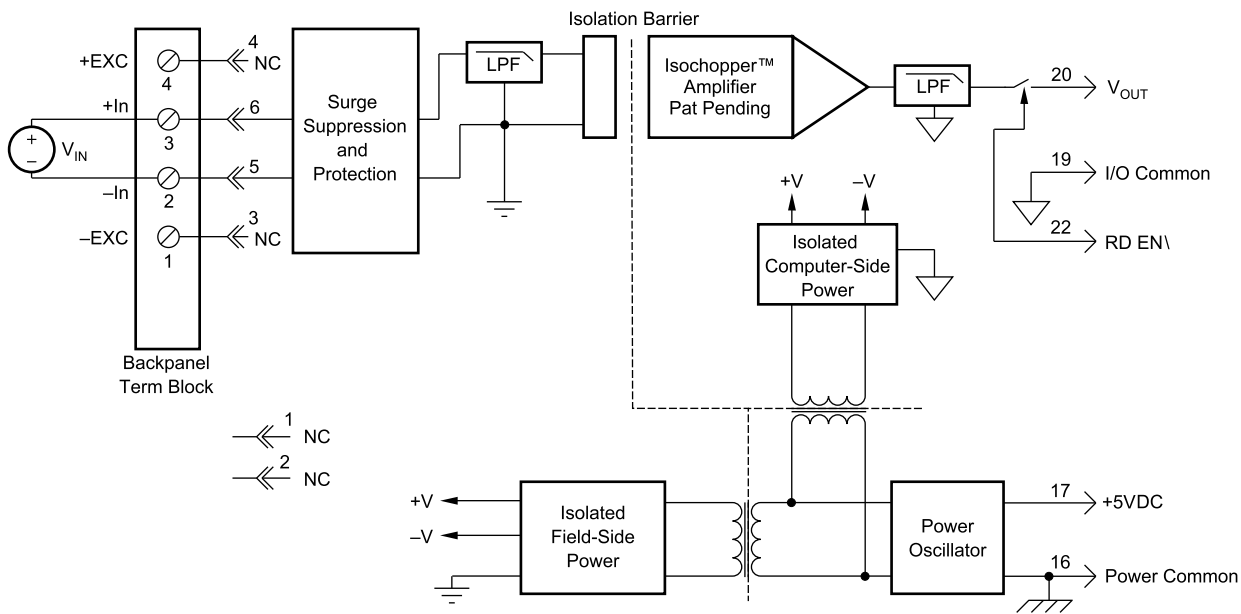 Isolation Barrier
+EXC
4
4
NC
+In
3
6
+
–
V_IN
–In
2
5
–EXC
1
3
NC
Backpanel
Term Block
Surge
Suppression
and
Protection
LPF
Isochopper™
Amplifier
Pat Pending
LPF
20
V_OUT
19
I/O Common
22
RD EN\
+V
–V
Isolated
Computer-Side
Power
1
NC
2
NC
+V
–V
Isolated
Field-Side
Power
Power
Oscillator
17
+5VDC
16
Power Common